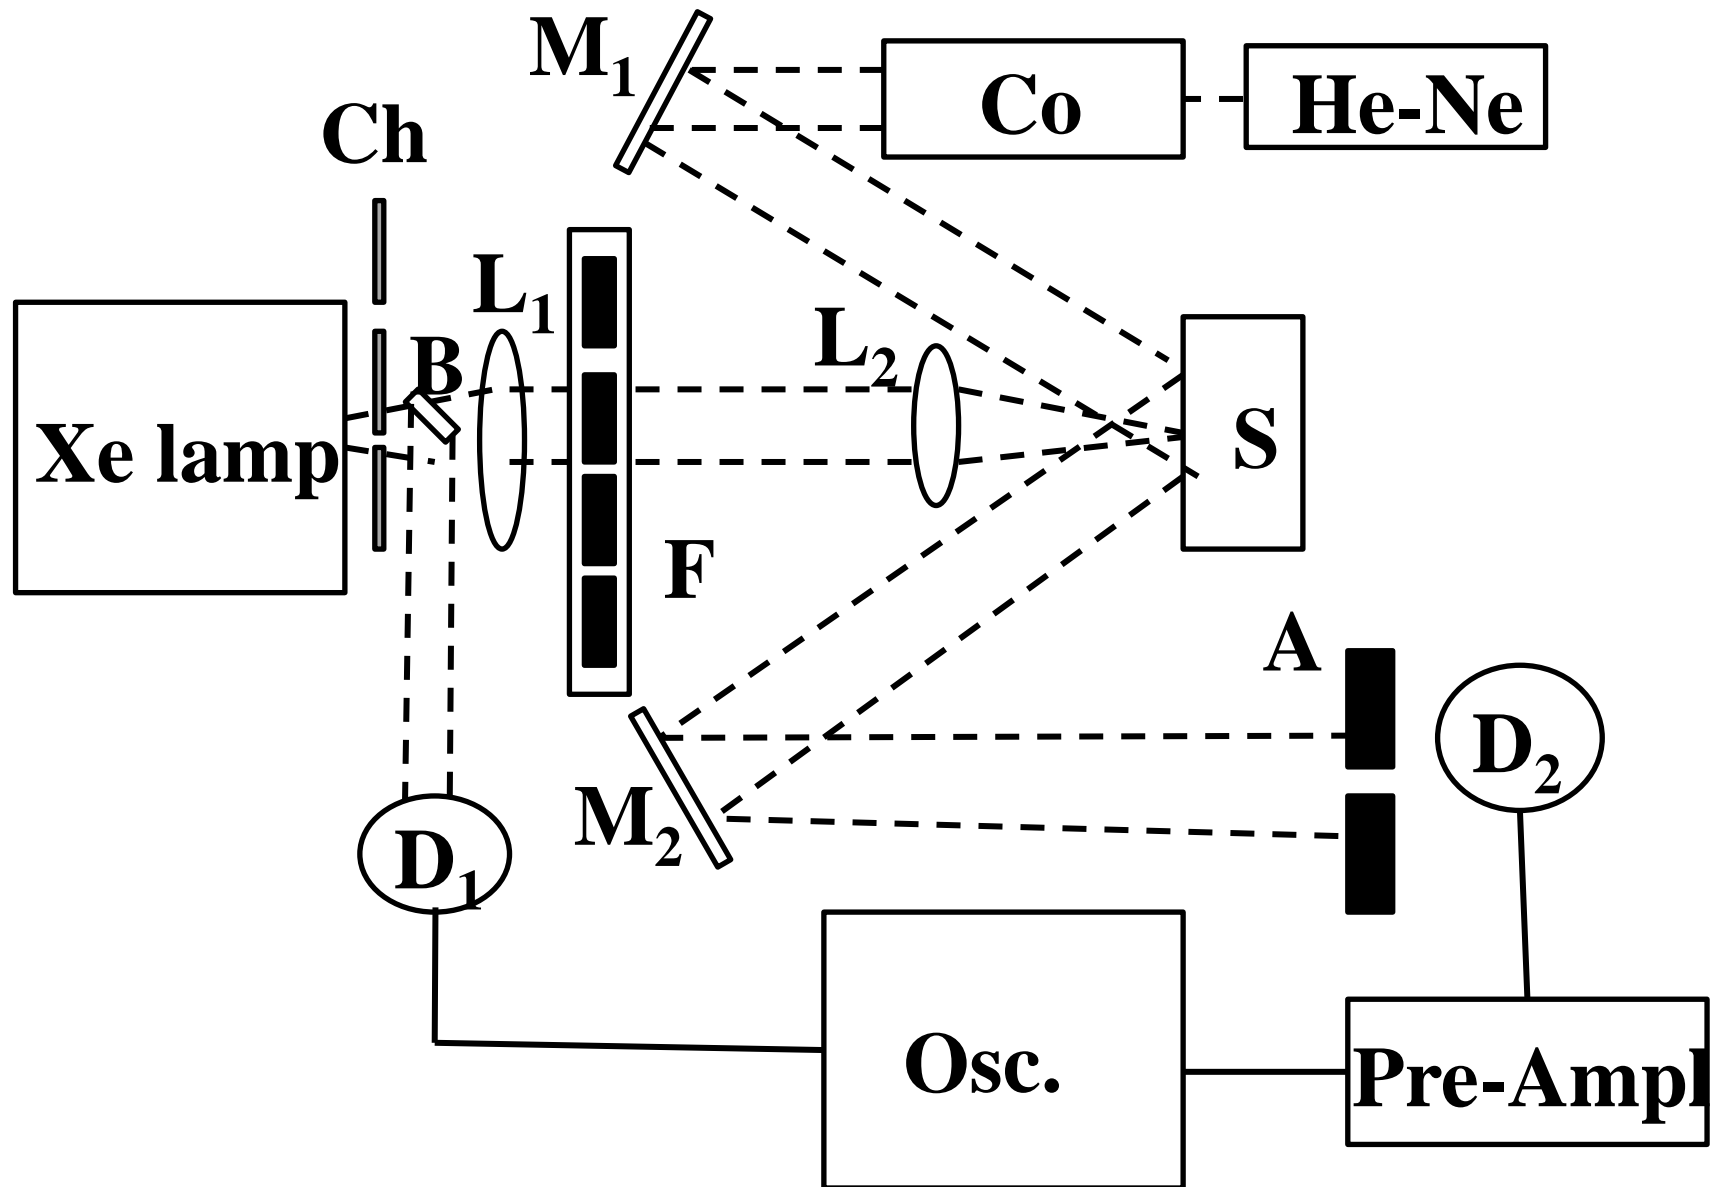 M₁
Co
He-Ne
Ch
L₁
B
L₂
Xe lamp
S
F
A
D₂
M₂
D₁
Osc.
Pre-Ampl